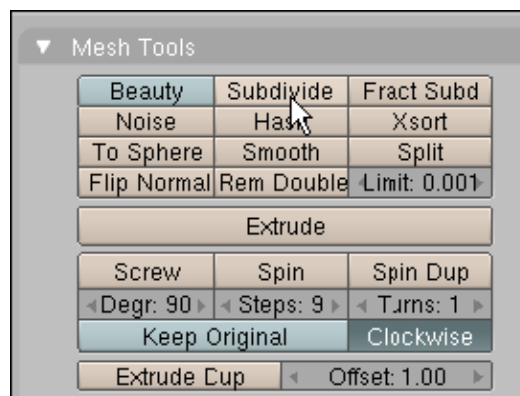 Mesh Tools
Beauty Subdivide Fract Subd
Noise Hash Xsort
To Sphere Smooth Split
Flip Normal Rem Double Limit: 0.001
Extrude
Screw Spin Spin Dup
Degr: 90 Steps: 9 Turns: 1
Keep Original Clockwise
Extrude Dup Offset: 1.00